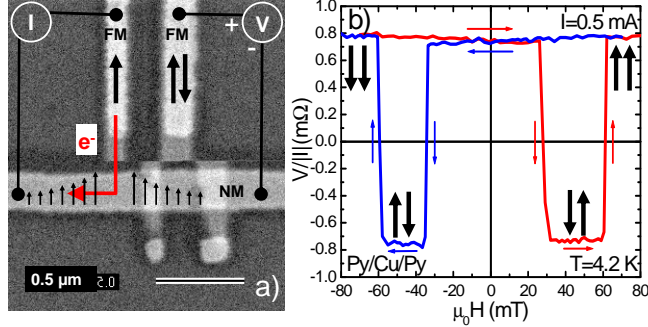 I
FM
FM
+
V
-
e-
NM
0.5 μm
5.0
a)
b)
I=0.5 mA
V/|I| (mΩ)
1.0
0.8
0.6
0.4
0.2
0.0
-0.2
-0.4
-0.6
-0.8
-1.0
Py/Cu/Py
T=4.2 K
-80 -60 -40 -20 0 20 40 60 80
μ0H (mT)